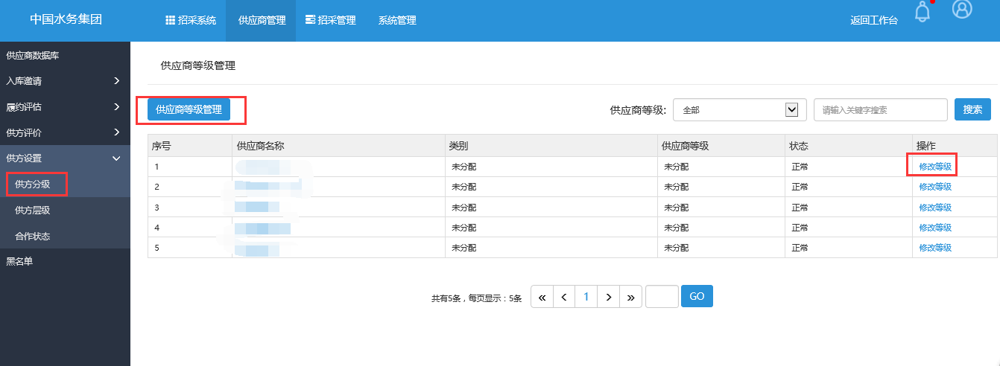 中国水务集团 招采系统 供应商管理 招采管理 系统管理 返回工作台
供应商数据库
入库邀请
履约评估
供方评价
供方设置
供方分级
供方层级
合作状态
黑名单
供应商等级管理
供应商等级管理 供应商等级: 全部 请输入关键字搜索 搜索
序号 供应商名称 类别 供应商等级 状态 操作
1 未分配 未分配 正常 修改等级
2 未分配 未分配 正常 修改等级
3 未分配 未分配 正常 修改等级
4 未分配 未分配 正常 修改等级
5 未分配 未分配 正常 修改等级
共有5条，每页显示：5条 « < 1 > » GO